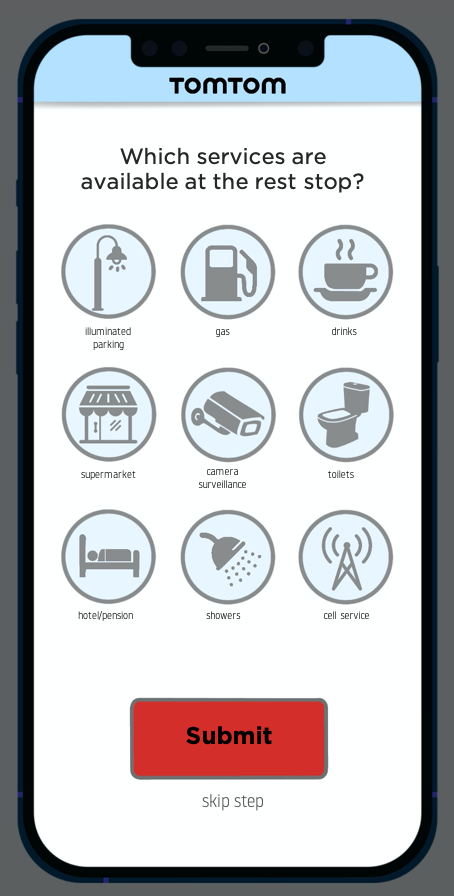 TOMTOM
Which services are
available at the rest stop?
illuminated
parking
gas
drinks
supermarket
camera
surveillance
toilets
hotel/pension
showers
cell service
Submit
skip step